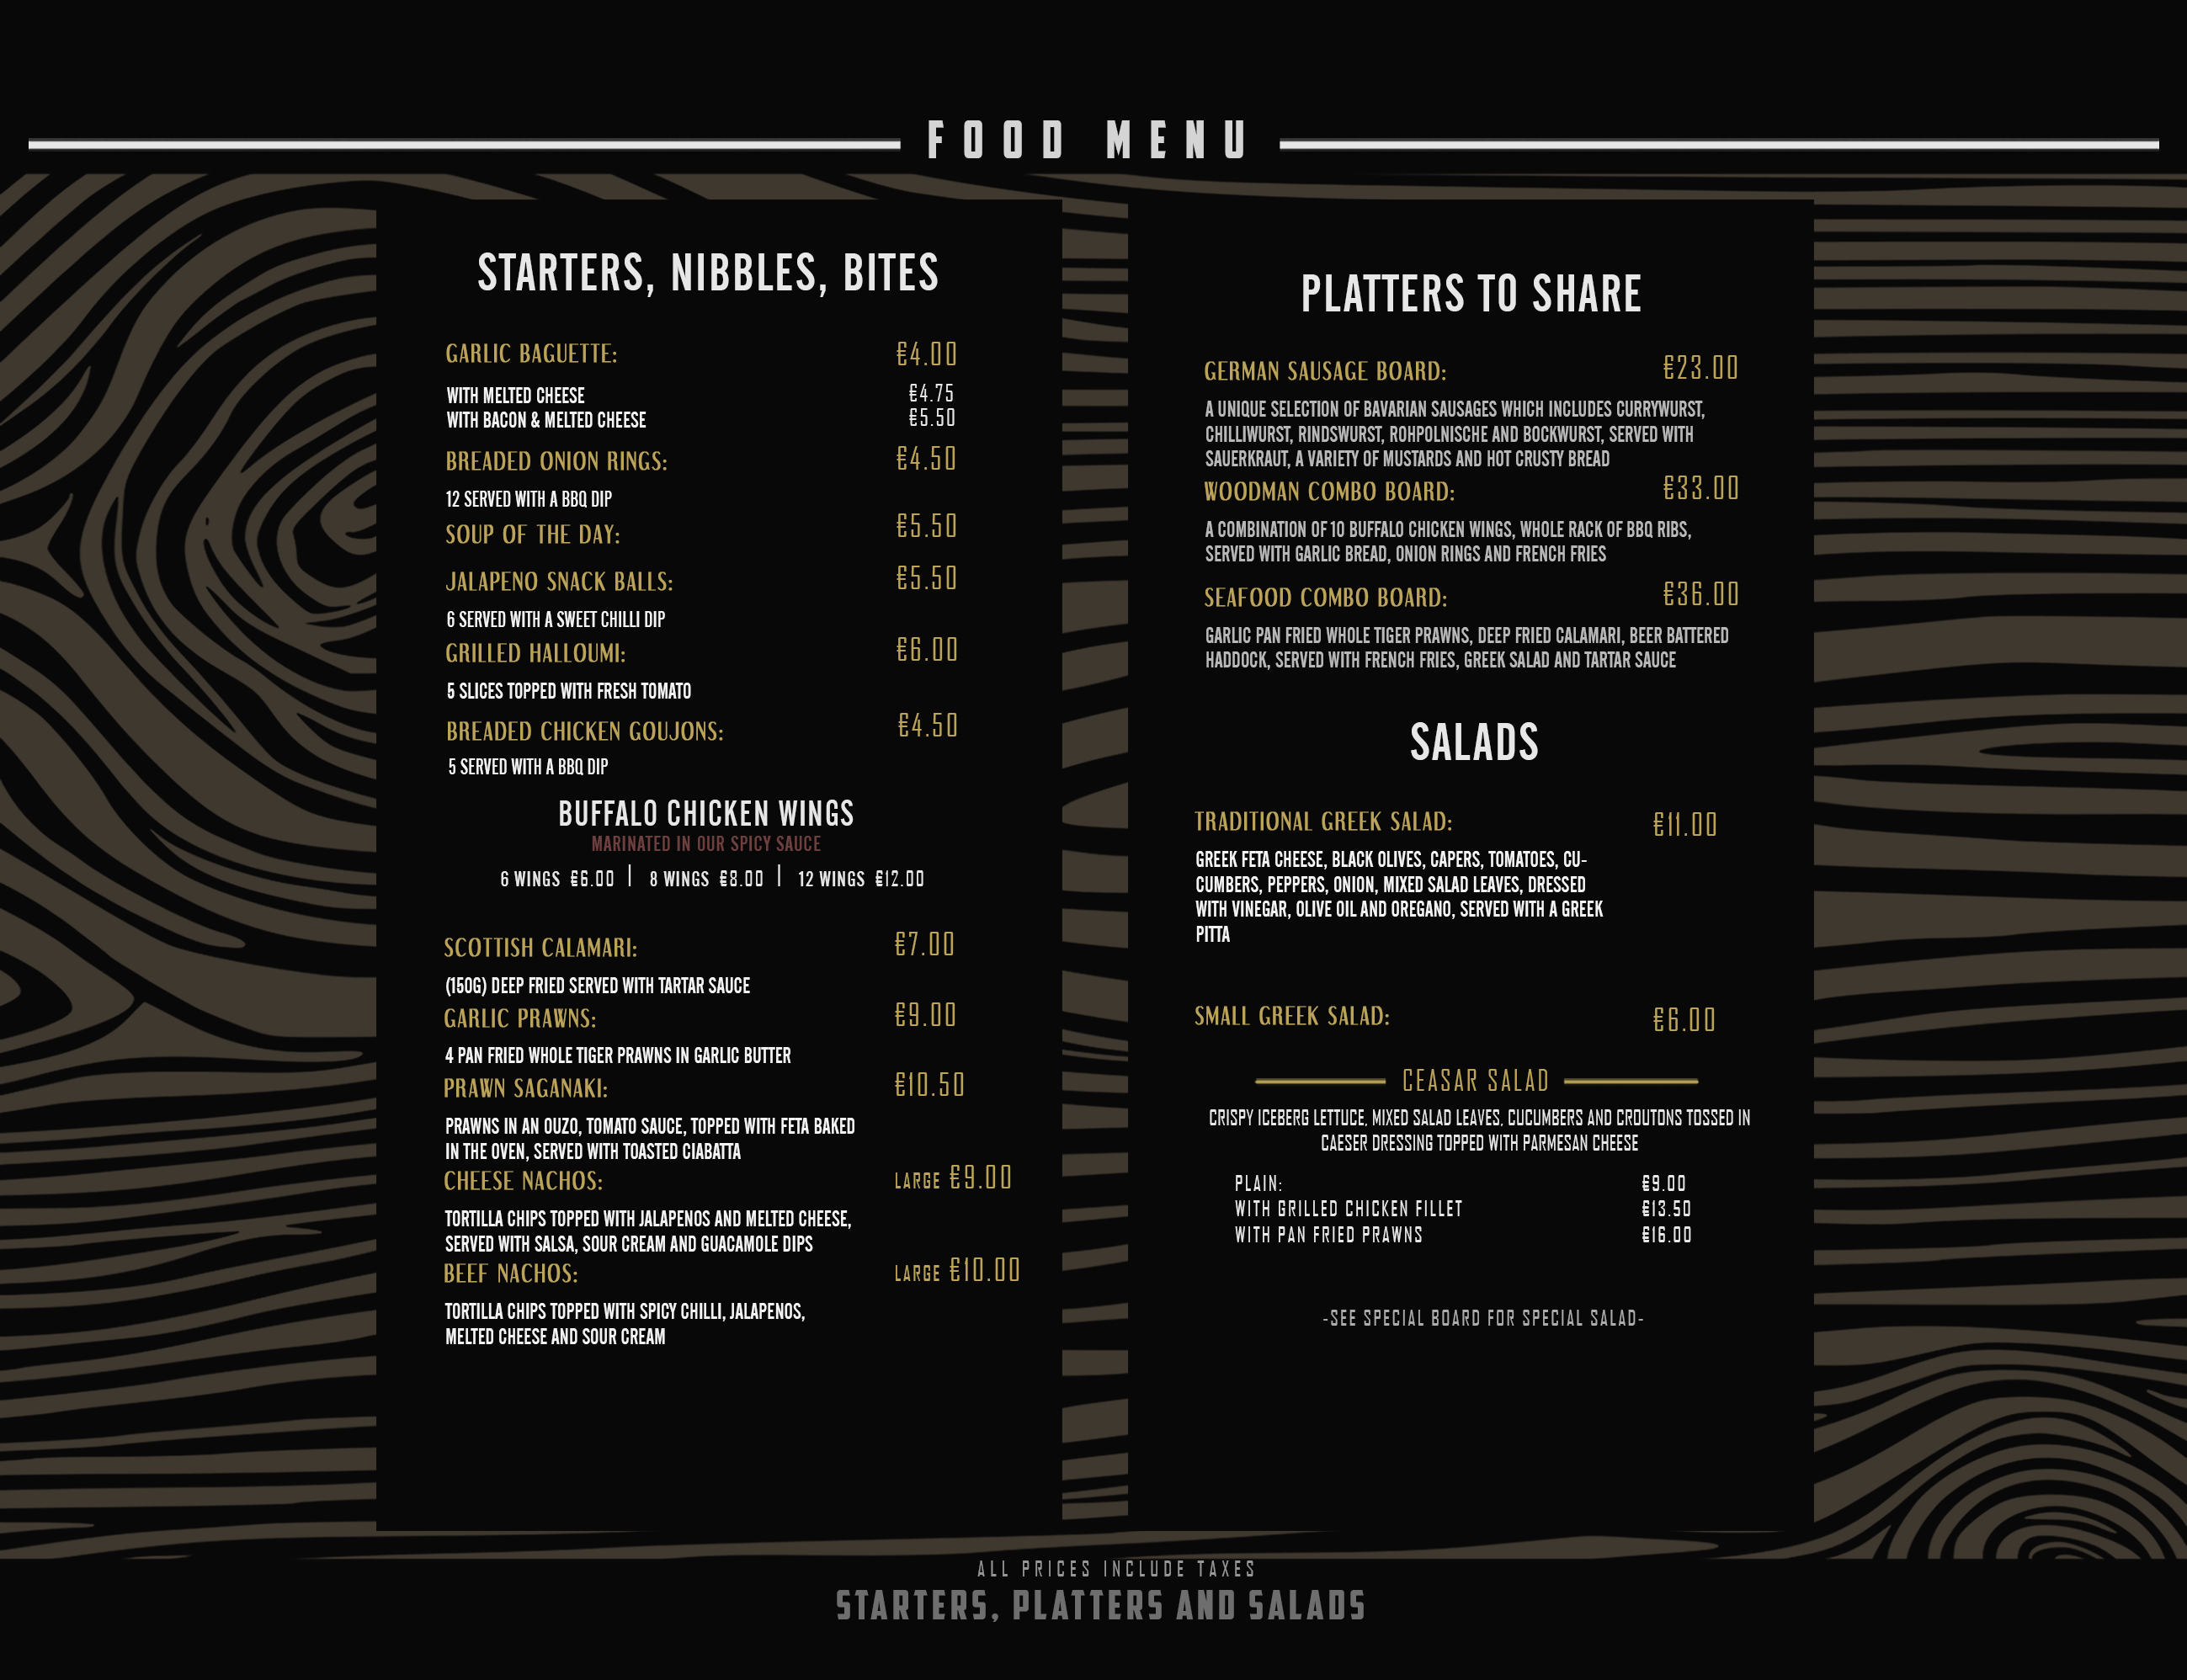 FOOD MENU
STARTERS, NIBBLES, BITES
GARLIC BAGUETTE: €4.00
WITH MELTED CHEESE €4.75
WITH BACON & MELTED CHEESE €5.50
BREADED ONION RINGS: €4.50
12 SERVED WITH A BBQ DIP
SOUP OF THE DAY: €5.50
JALAPENO SNACK BALLS: €5.50
6 SERVED WITH A SWEET CHILLI DIP
GRILLED HALLOUMI: €6.00
5 SLICES TOPPED WITH FRESH TOMATO
BREADED CHICKEN GOUJONS: €4.50
5 SERVED WITH A BBQ DIP
BUFFALO CHICKEN WINGS
MARINATED IN OUR SPICY SAUCE
6 WINGS €6.00 | 8 WINGS €8.00 | 12 WINGS €12.00
SCOTTISH CALAMARI: €7.00
(150G) DEEP FRIED SERVED WITH TARTAR SAUCE
GARLIC PRAWNS: €9.00
4 PAN FRIED WHOLE TIGER PRAWNS IN GARLIC BUTTER
PRAWN SAGANAKI: €10.50
PRAWNS IN AN OUZO, TOMATO SAUCE, TOPPED WITH FETA BAKED
IN THE OVEN, SERVED WITH TOASTED CIABATTA
CHEESE NACHOS: LARGE €9.00
TORTILLA CHIPS TOPPED WITH JALAPENOS AND MELTED CHEESE,
SERVED WITH SALSA, SOUR CREAM AND GUACAMOLE DIPS
BEEF NACHOS: LARGE €10.00
TORTILLA CHIPS TOPPED WITH SPICY CHILLI, JALAPENOS,
MELTED CHEESE AND SOUR CREAM
PLATTERS TO SHARE
GERMAN SAUSAGE BOARD: €23.00
A UNIQUE SELECTION OF BAVARIAN SAUSAGES WHICH INCLUDES CURRYWURST,
CHILLIWURST, RINDSWURST, ROHPOLNISCHE AND BOCKWURST, SERVED WITH
SAUERKRAUT, A VARIETY OF MUSTARDS AND HOT CRUSTY BREAD
WOODMAN COMBO BOARD: €33.00
A COMBINATION OF 10 BUFFALO CHICKEN WINGS, WHOLE RACK OF BBQ RIBS,
SERVED WITH GARLIC BREAD, ONION RINGS AND FRENCH FRIES
SEAFOOD COMBO BOARD: €36.00
GARLIC PAN FRIED WHOLE TIGER PRAWNS, DEEP FRIED CALAMARI, BEER BATTERED
HADDOCK, SERVED WITH FRENCH FRIES, GREEK SALAD AND TARTAR SAUCE
SALADS
TRADITIONAL GREEK SALAD: €11.00
GREEK FETA CHEESE, BLACK OLIVES, CAPERS, TOMATOES, CU-
CUMBERS, PEPPERS, ONION, MIXED SALAD LEAVES, DRESSED
WITH VINEGAR, OLIVE OIL AND OREGANO, SERVED WITH A GREEK
PITTA
SMALL GREEK SALAD: €6.00
CEASAR SALAD
CRISPY ICEBERG LETTUCE, MIXED SALAD LEAVES, CUCUMBERS AND CROUTONS TOSSED IN
CAESER DRESSING TOPPED WITH PARMESAN CHEESE
PLAIN: €9.00
WITH GRILLED CHICKEN FILLET €13.50
WITH PAN FRIED PRAWNS €16.00
-SEE SPECIAL BOARD FOR SPECIAL SALAD-
ALL PRICES INCLUDE TAXES
STARTERS, PLATTERS AND SALADS